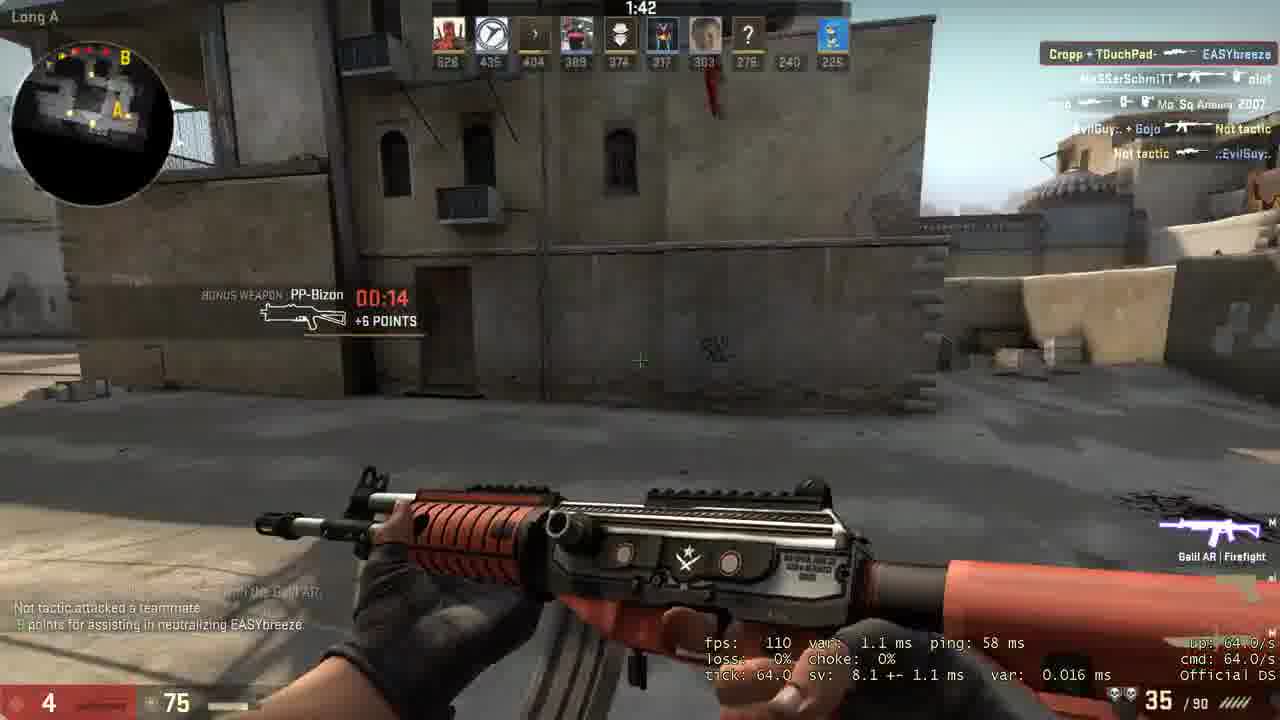 Long A
1:42
B
A
526 435 404 389 374 317 303 276 240 225
Cropp + TDuchPad- EASYbreeze
Not tactic
Not tactic .:EvilGuy:.
BONUS WEAPON: PP-Bizon
00:14
+6 POINTS
Galil AR | Firefight
Not tactic attacked a teammate
points for assisting in neutralizing EASYbreeze
fps: 110 var: 1.1 ms ping: 58 ms
up: 64.0/s
loss: 0% choke: 0%
cmd: 64.0/s
tick: 64.0 sv: 8.1 +- 1.1 ms var: 0.016 ms
Official DS
4
75
35 / 90